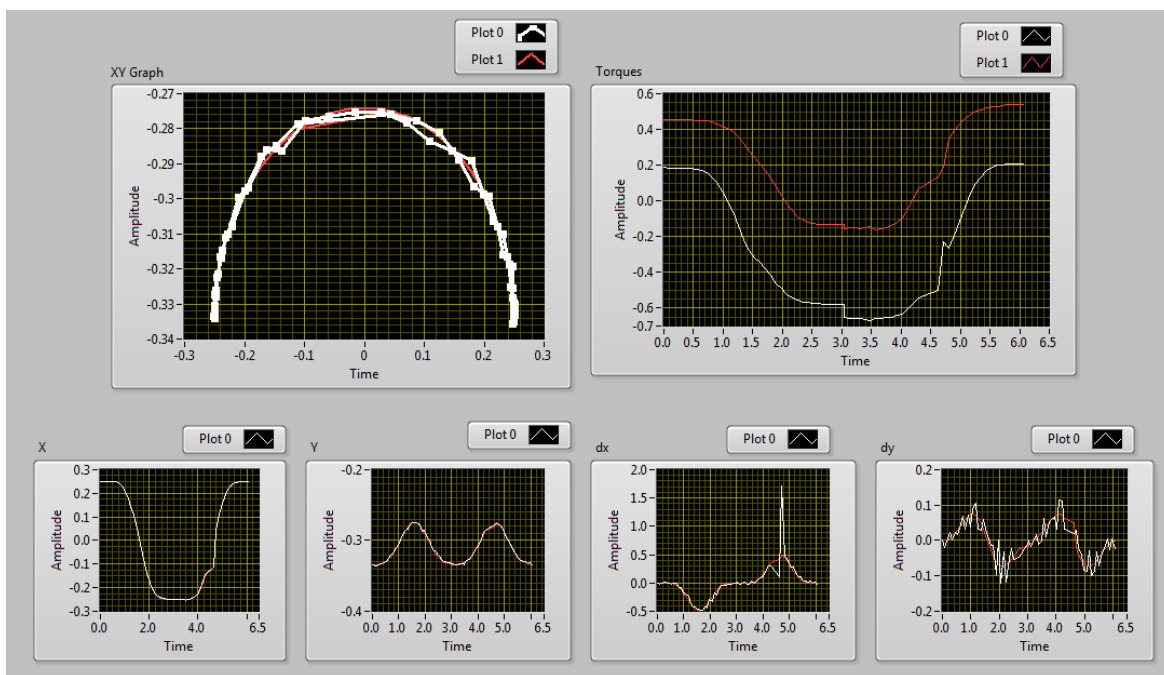 Plot 0
Plot 1
XY Graph
-0.27
-0.28
-0.29
-0.3
-0.31
-0.32
-0.33
-0.34
Amplitude
-0.3 -0.2 -0.1 0 0.1 0.2 0.3
Time
Plot 0
Plot 1
Torques
0.6
0.4
0.2
0.0
-0.2
-0.4
-0.6
-0.7
Amplitude
0.0 0.5 1.0 1.5 2.0 2.5 3.0 3.5 4.0 4.5 5.0 5.5 6.0 6.5
Time
Plot 0
X
0.3
0.2
0.1
0.0
-0.1
-0.2
-0.3
Amplitude
0.0 2.0 4.0 6.5
Time
Plot 0
Y
-0.2
-0.3
-0.4
Amplitude
0.0 1.0 2.0 3.0 4.0 5.0 6.5
Time
Plot 0
dx
2.0
1.5
1.0
0.5
0.0
-0.5
Amplitude
0.0 1.0 2.0 3.0 4.0 5.0 6.5
Time
Plot 0
dy
0.2
0.1
0.0
-0.1
-0.2
Amplitude
0.0 1.0 2.0 3.0 4.0 5.0 6.5
Time